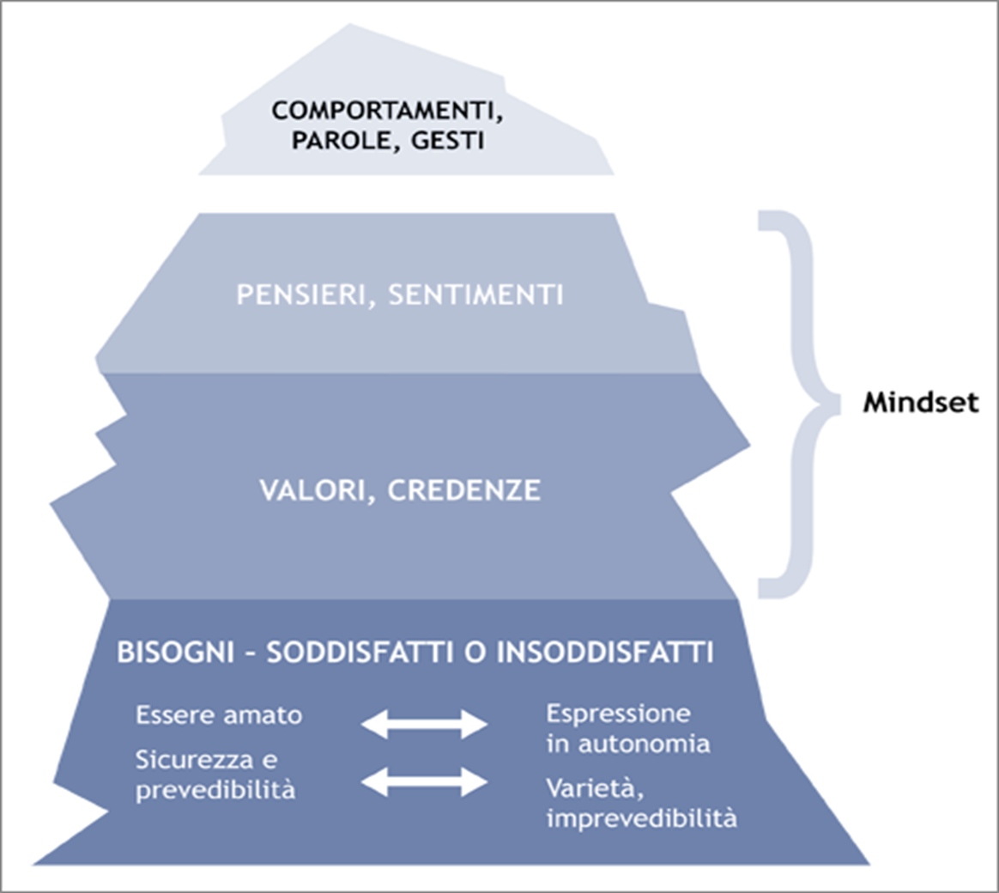 COMPORTAMENTI,
PAROLE, GESTI
PENSIERI, SENTIMENTI
Mindset
VALORI, CREDENZE
BISOGNI – SODDISFATTI O INSODDISFATTI
Essere amato
Sicurezza e
prevedibilità
Espressione
in autonomia
Varietà,
imprevedibilità